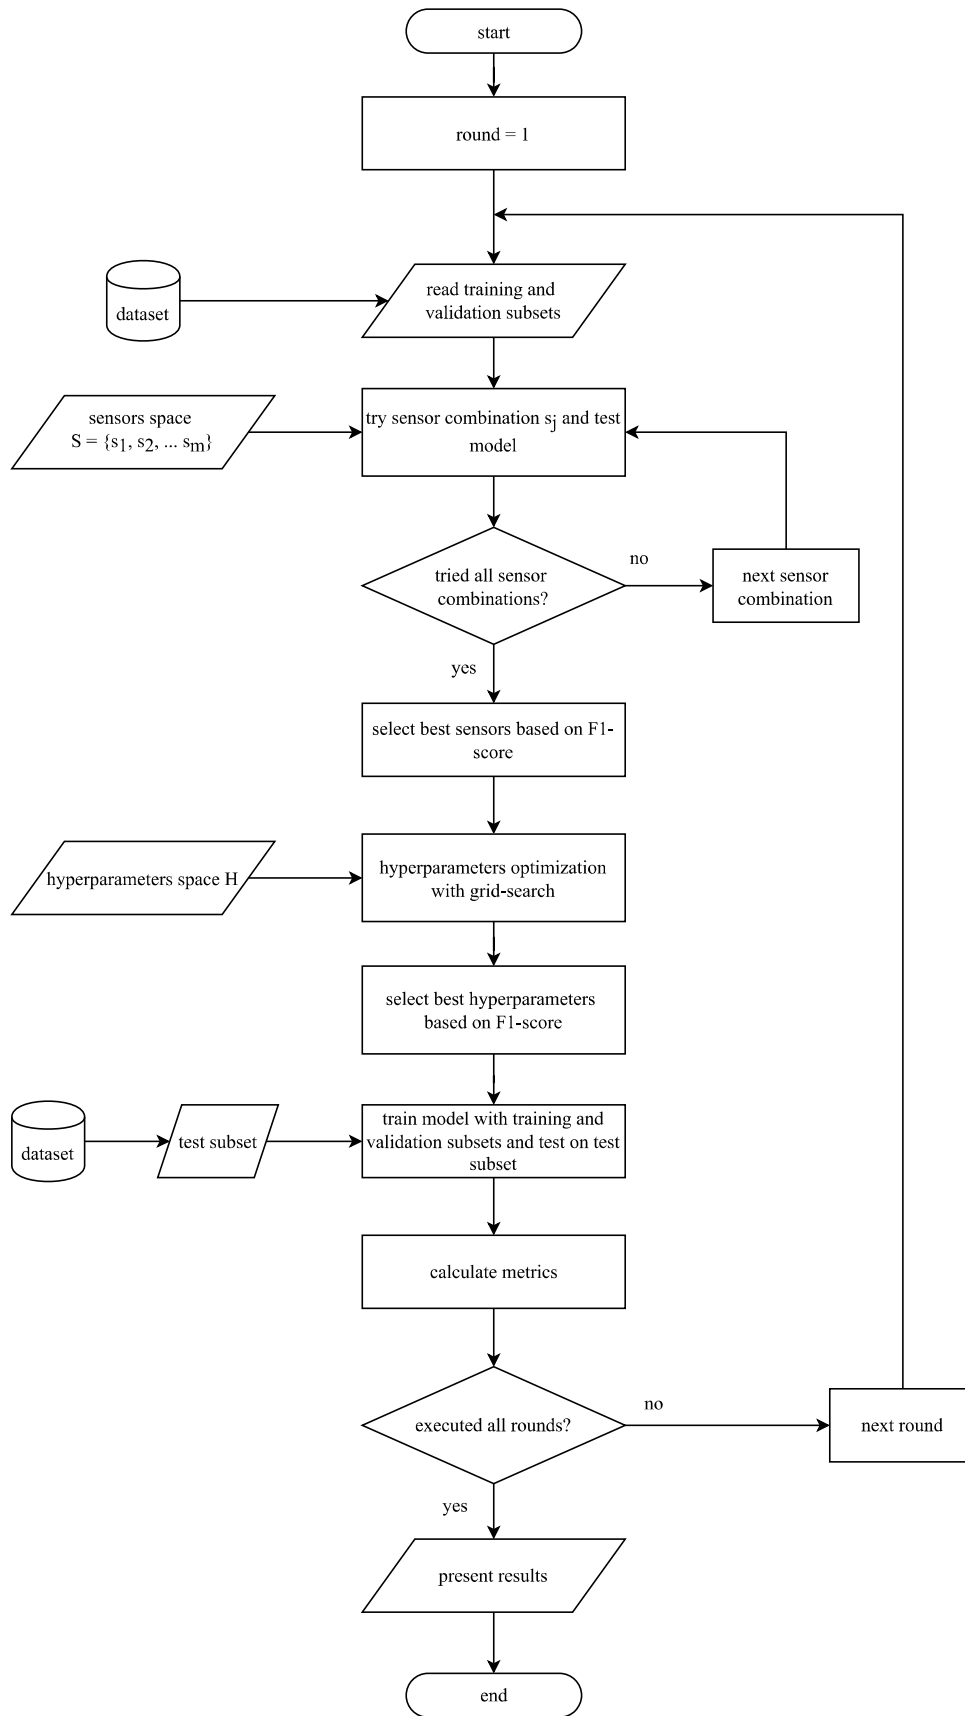 start
round = 1
read training and
validation subsets
dataset
try sensor combination sj and test
model
sensors space
S = {s1, s2, ... sm}
tried all sensor
combinations?
no
next sensor
combination
yes
select best sensors based on F1-
score
hyperparameters space H
hyperparameters optimization
with grid-search
select best hyperparameters
based on F1-score
dataset
test subset
train model with training and
validation subsets and test on test
subset
calculate metrics
executed all rounds?
no
next round
yes
present results
end